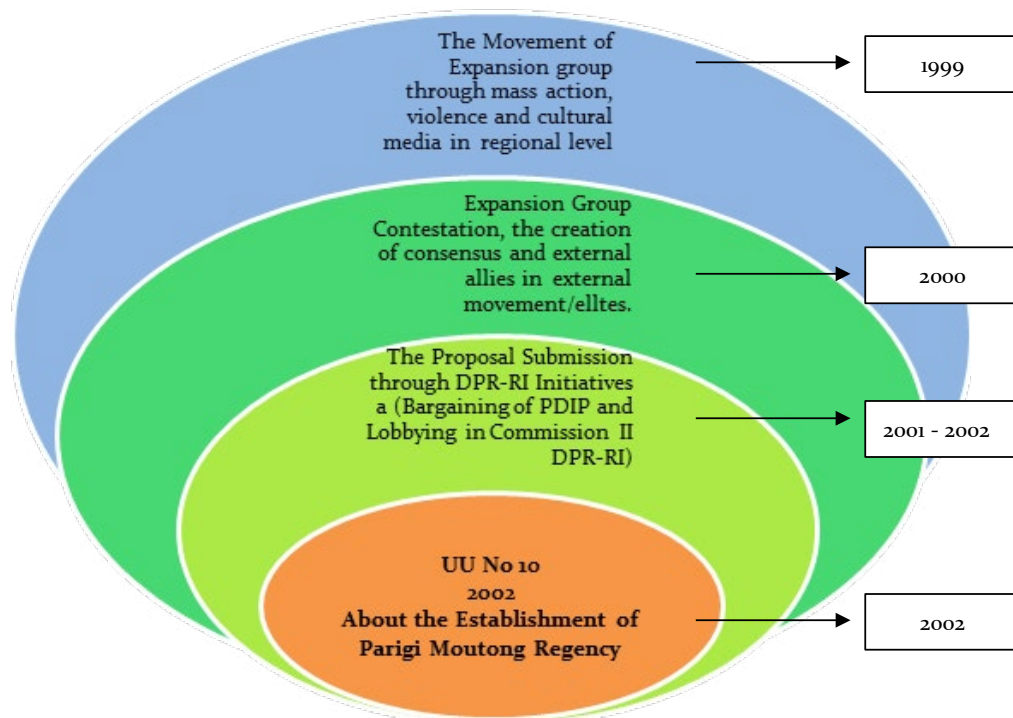 The Movement of
Expansion group
through mass action,
violence and cultural
media in regional level
1999
Expansion Group
Contestation, the creation
of consensus and external
allies in external
movement/elltes.
2000
The Proposal Submission
through DPR-RI Initiatives
a (Bargaining of PDIP and
Lobbying in Commission II
DPR-RI)
2001 - 2002
UU No 10
2002
About the Establishment of
Parigi Moutong Regency
2002